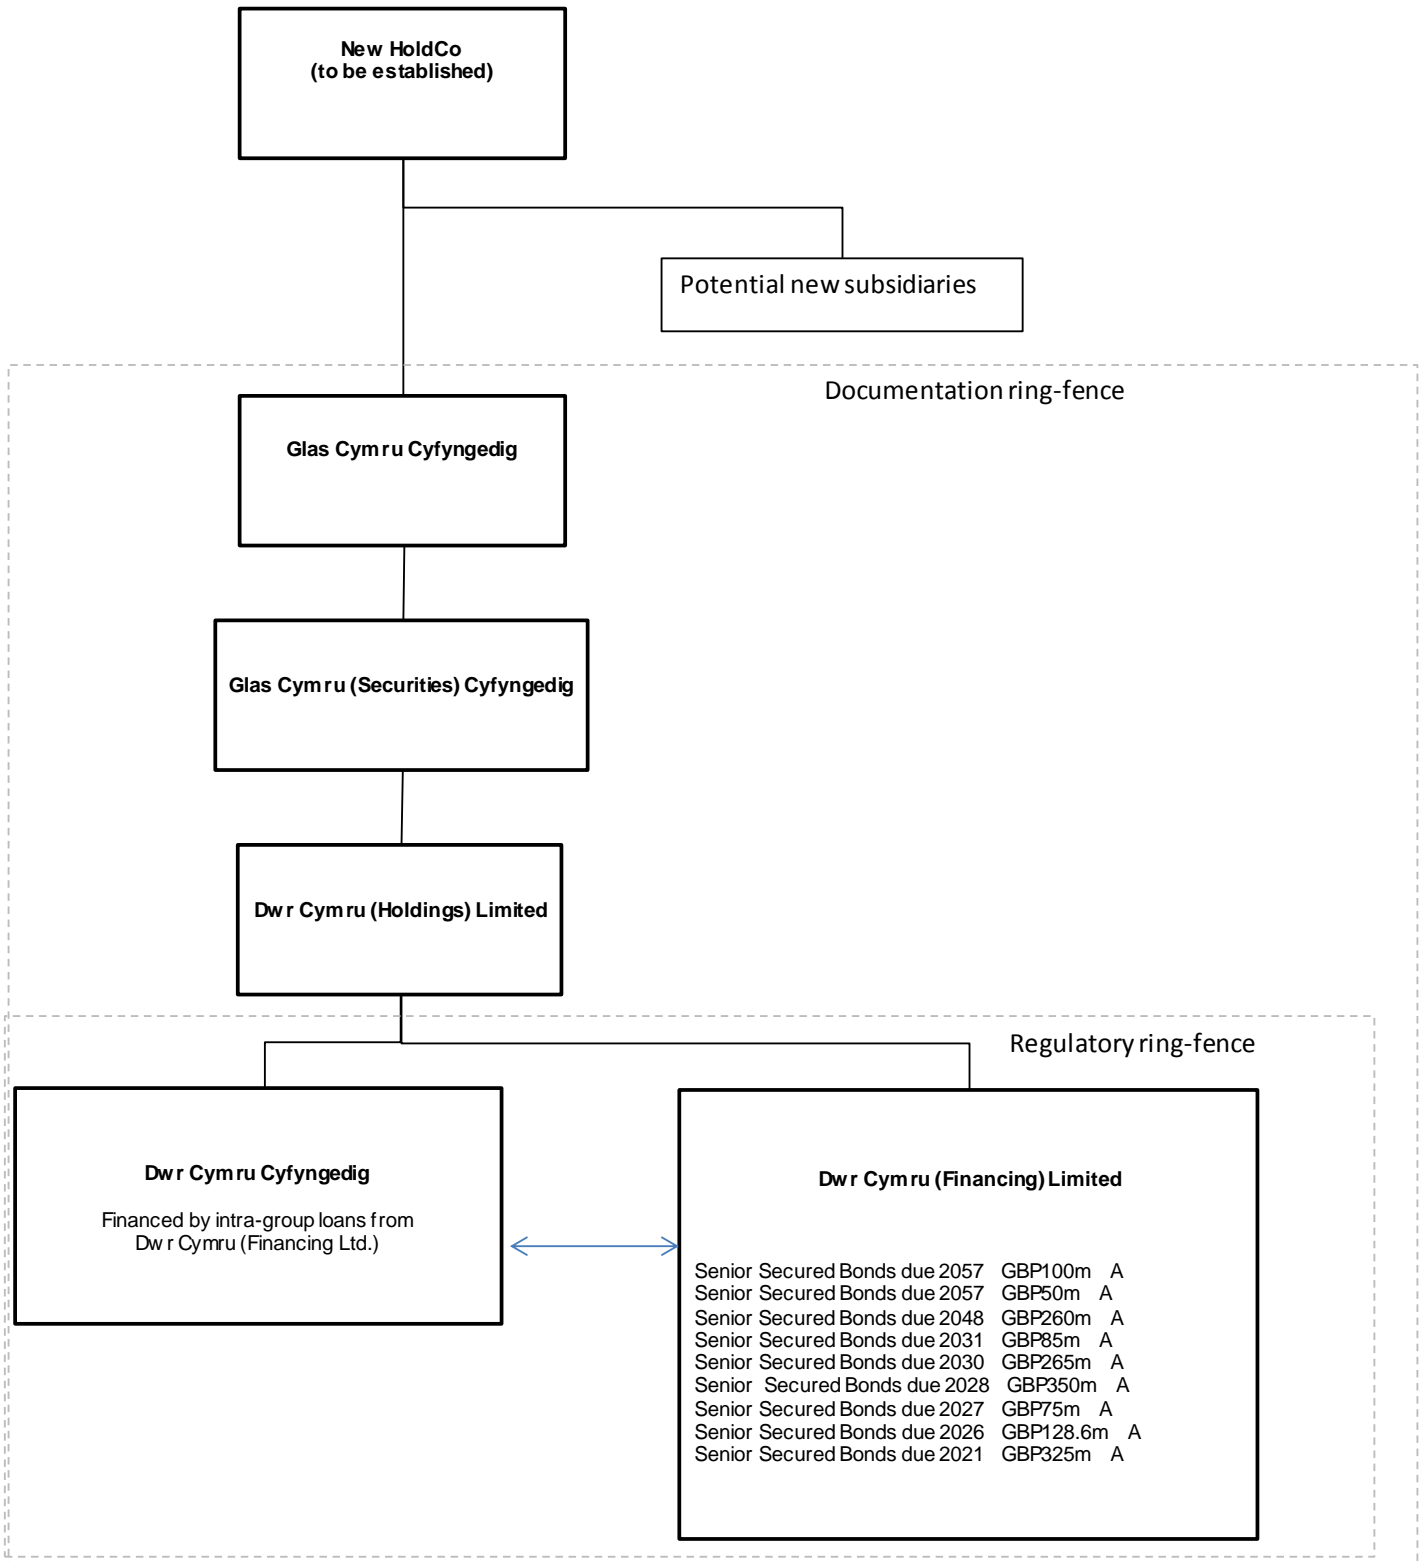 New HoldCo
(to be established)
Potential new subsidiaries
Documentation ring-fence
Glas Cymru Cyfyngedig
Glas Cymru (Securities) Cyfyngedig
Dwr Cymru (Holdings) Limited
Regulatory ring-fence
Dwr Cymru Cyfyngedig
Financed by intra-group loans from
Dwr Cymru (Financing Ltd.)
Dwr Cymru (Financing) Limited
Senior Secured Bonds due 2057 GBP100m A
Senior Secured Bonds due 2057 GBP50m A
Senior Secured Bonds due 2048 GBP260m A
Senior Secured Bonds due 2031 GBP85m A
Senior Secured Bonds due 2030 GBP265m A
Senior Secured Bonds due 2028 GBP350m A
Senior Secured Bonds due 2027 GBP75m A
Senior Secured Bonds due 2026 GBP128.6m A
Senior Secured Bonds due 2021 GBP325m A